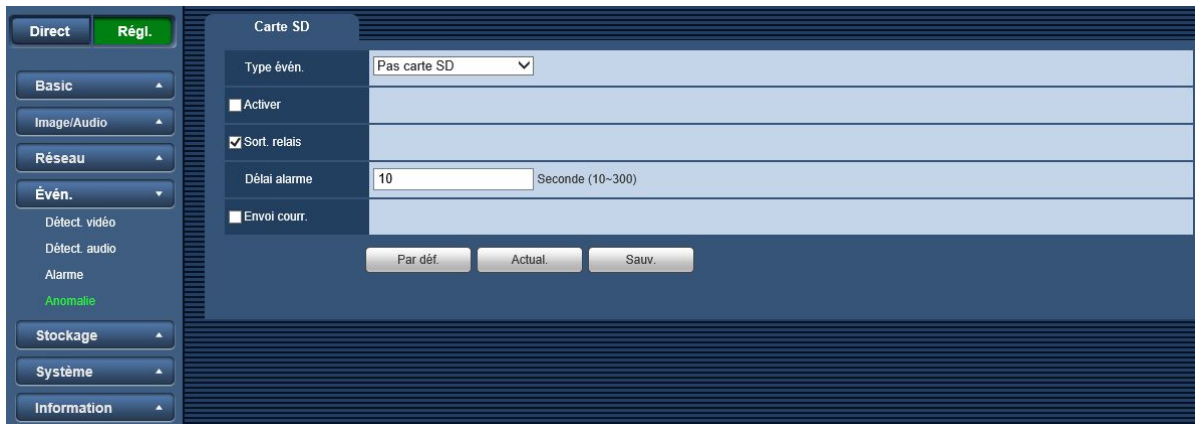 Direct Régl.
Basic
Image/Audio
Réseau
Évén.
Détect. vidéo
Détect. audio
Alarme
Anomalie
Stockage
Système
Information
Carte SD
Type évén. Pas carte SD
Activer
Sort. relais
Délai alarme 10 Seconde (10~300)
Envoi courr.
Par déf. Actual. Sauv.